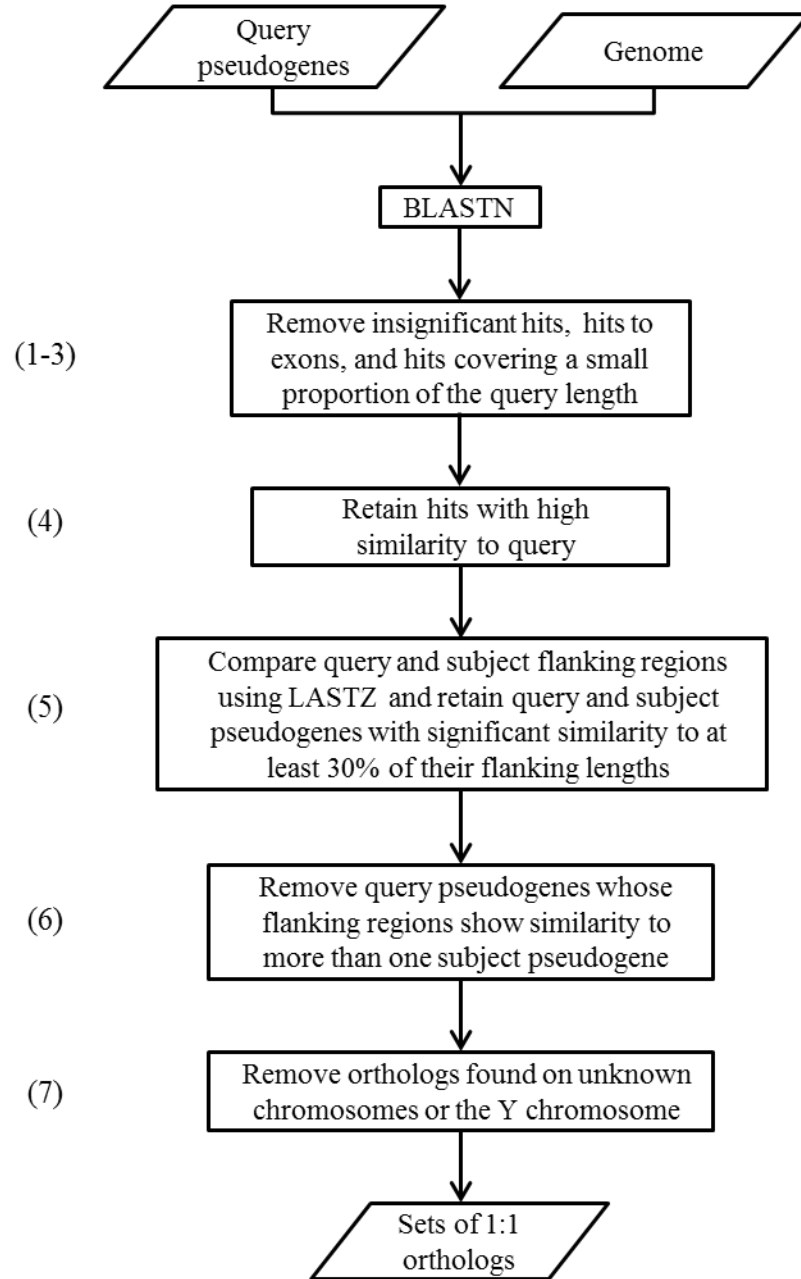 Query
pseudogenes
Genome
BLASTN
(1-3)
Remove insignificant hits, hits to
exons, and hits covering a small
proportion of the query length
(4)
Retain hits with high
similarity to query
(5)
Compare query and subject flanking regions
using LASTZ and retain query and subject
pseudogenes with significant similarity to at
least 30% of their flanking lengths
(6)
Remove query pseudogenes whose
flanking regions show similarity to
more than one subject pseudogene
(7)
Remove orthologs found on unknown
chromosomes or the Y chromosome
Sets of 1:1
orthologs